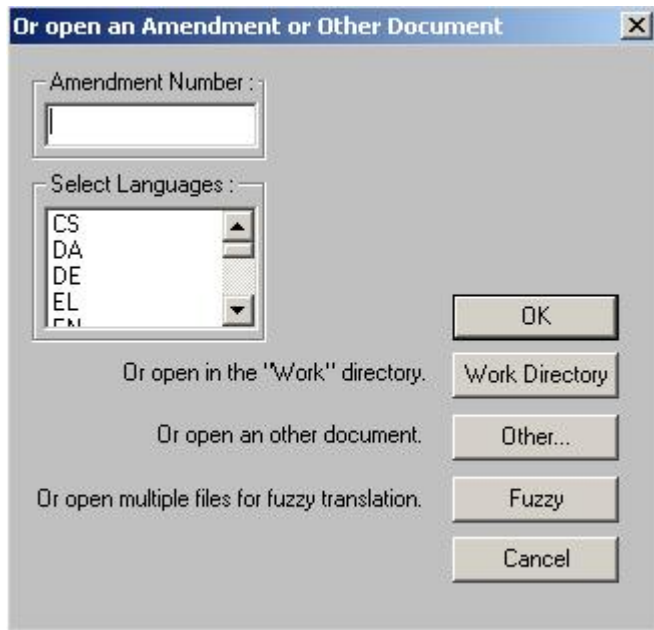 Or open an Amendment or Other Document
Amendment Number :
Select Languages :
CS
DA
DE
EL
EN
OK
Or open in the "Work" directory.
Work Directory
Or open an other document.
Other...
Or open multiple files for fuzzy translation.
Fuzzy
Cancel